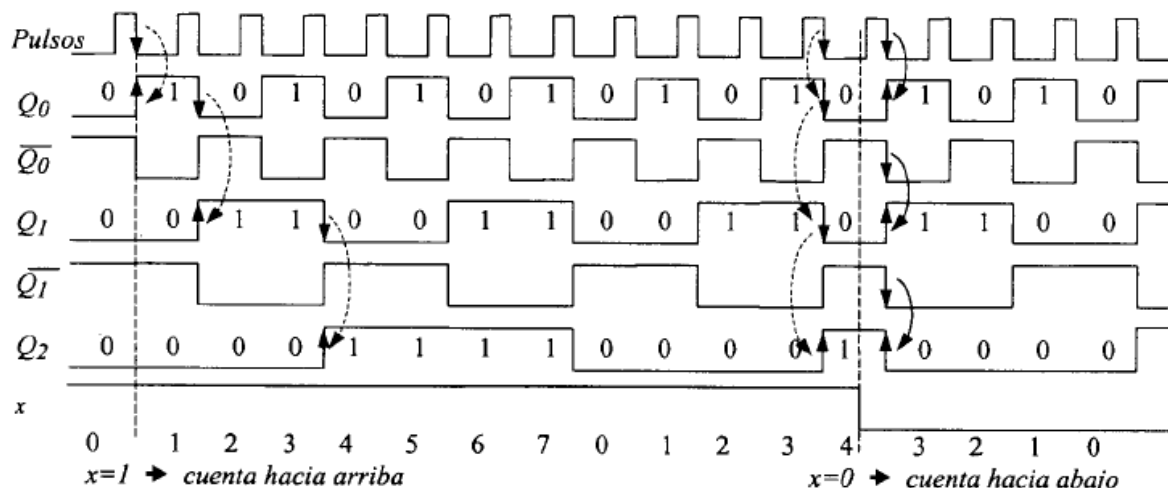 Pulsos
Q0 0 1 0 1 0 1 0 1 0 1 0 1 0 1 0 1 0
Q0
Q1 0 0 1 1 0 0 1 1 0 0 1 1 0 1 1 0 0
Q1
Q2 0 0 0 0 1 1 1 1 0 0 0 0 1 0 0 0 0
x
0 1 2 3 4 5 6 7 0 1 2 3 4 3 2 1 0
x=1 → cuenta hacia arriba x=0 → cuenta hacia abajo